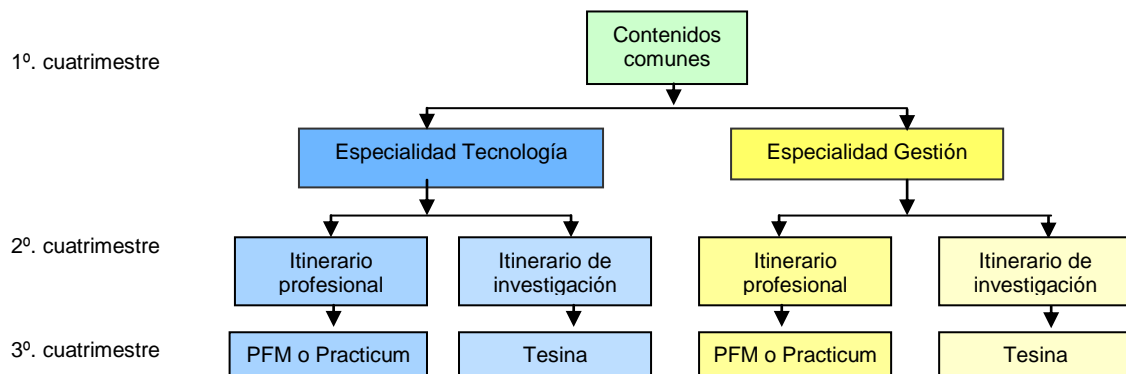 1º. cuatrimestre
Contenidos
comunes
Especialidad Tecnología
Especialidad Gestión
2º. cuatrimestre
Itinerario
profesional
Itinerario de
investigación
Itinerario
profesional
Itinerario de
investigación
3º. cuatrimestre
PFM o Practicum
Tesina
PFM o Practicum
Tesina